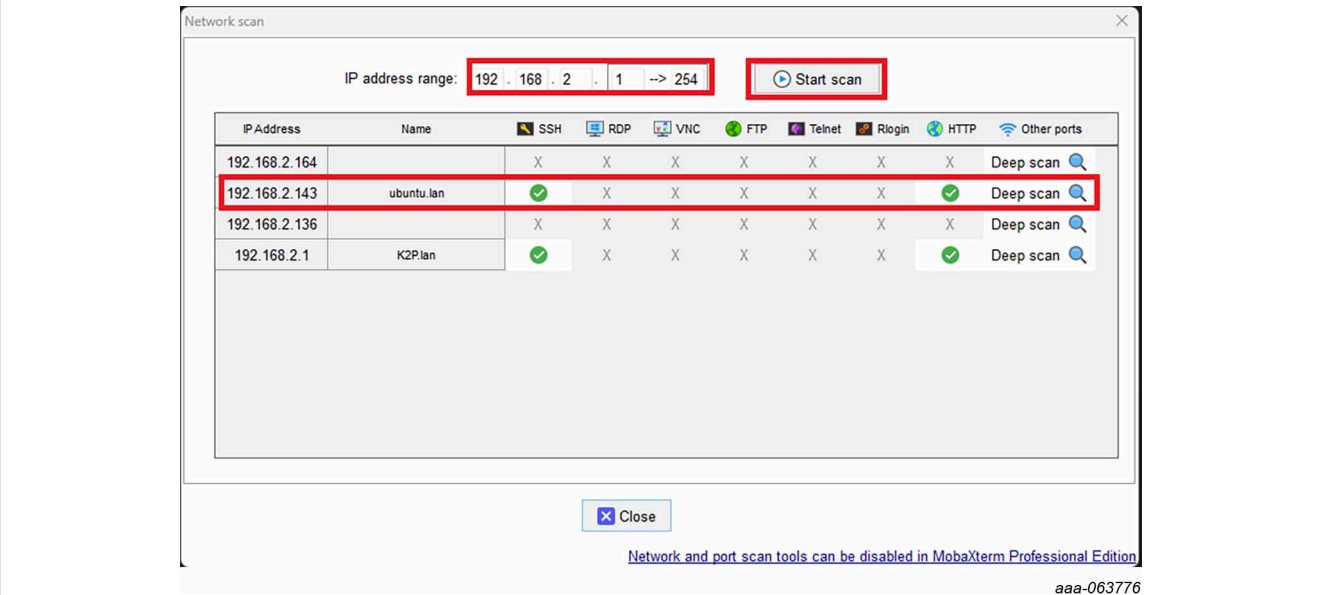 Network scan
IP address range: 192 . 168 . 2 . 1 --> 254 Start scan
IP Address Name SSH RDP VNC FTP Telnet Rlogin HTTP Other ports
192.168.2.164 X X X X X X X Deep scan
192.168.2.143 ubuntu.lan X X X X X Deep scan
192.168.2.136 X X X X X X X Deep scan
192.168.2.1 K2P.lan X X X X X Deep scan
Close
Network and port scan tools can be disabled in MobaXterm Professional Edition
aaa-063776